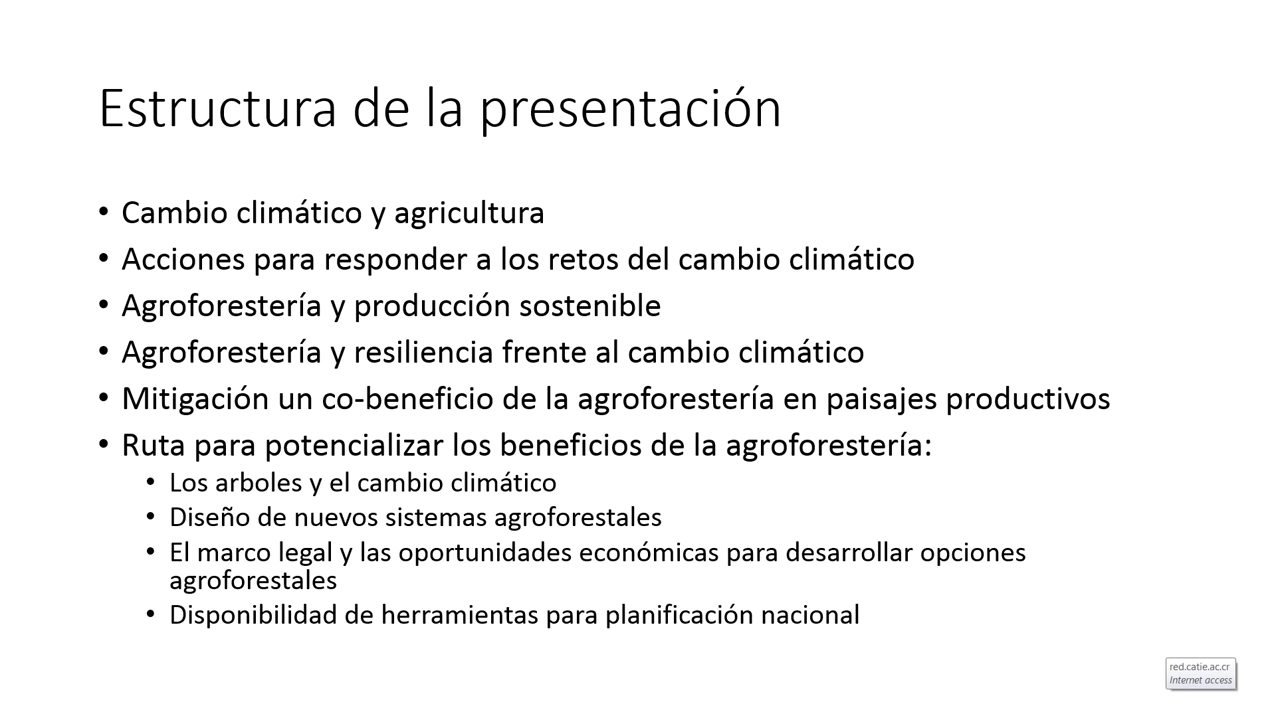 Estructura de la presentación
• Cambio climático y agricultura
• Acciones para responder a los retos del cambio climático
• Agroforestería y producción sostenible
• Agroforestería y resiliencia frente al cambio climático
• Mitigación un co-beneficio de la agroforestería en paisajes productivos
• Ruta para potencializar los beneficios de la agroforestería:
• Los arboles y el cambio climático
• Diseño de nuevos sistemas agroforestales
• El marco legal y las oportunidades económicas para desarrollar opciones
agroforestales
• Disponibilidad de herramientas para planificación nacional
red.catie.ac.cr
Internet access